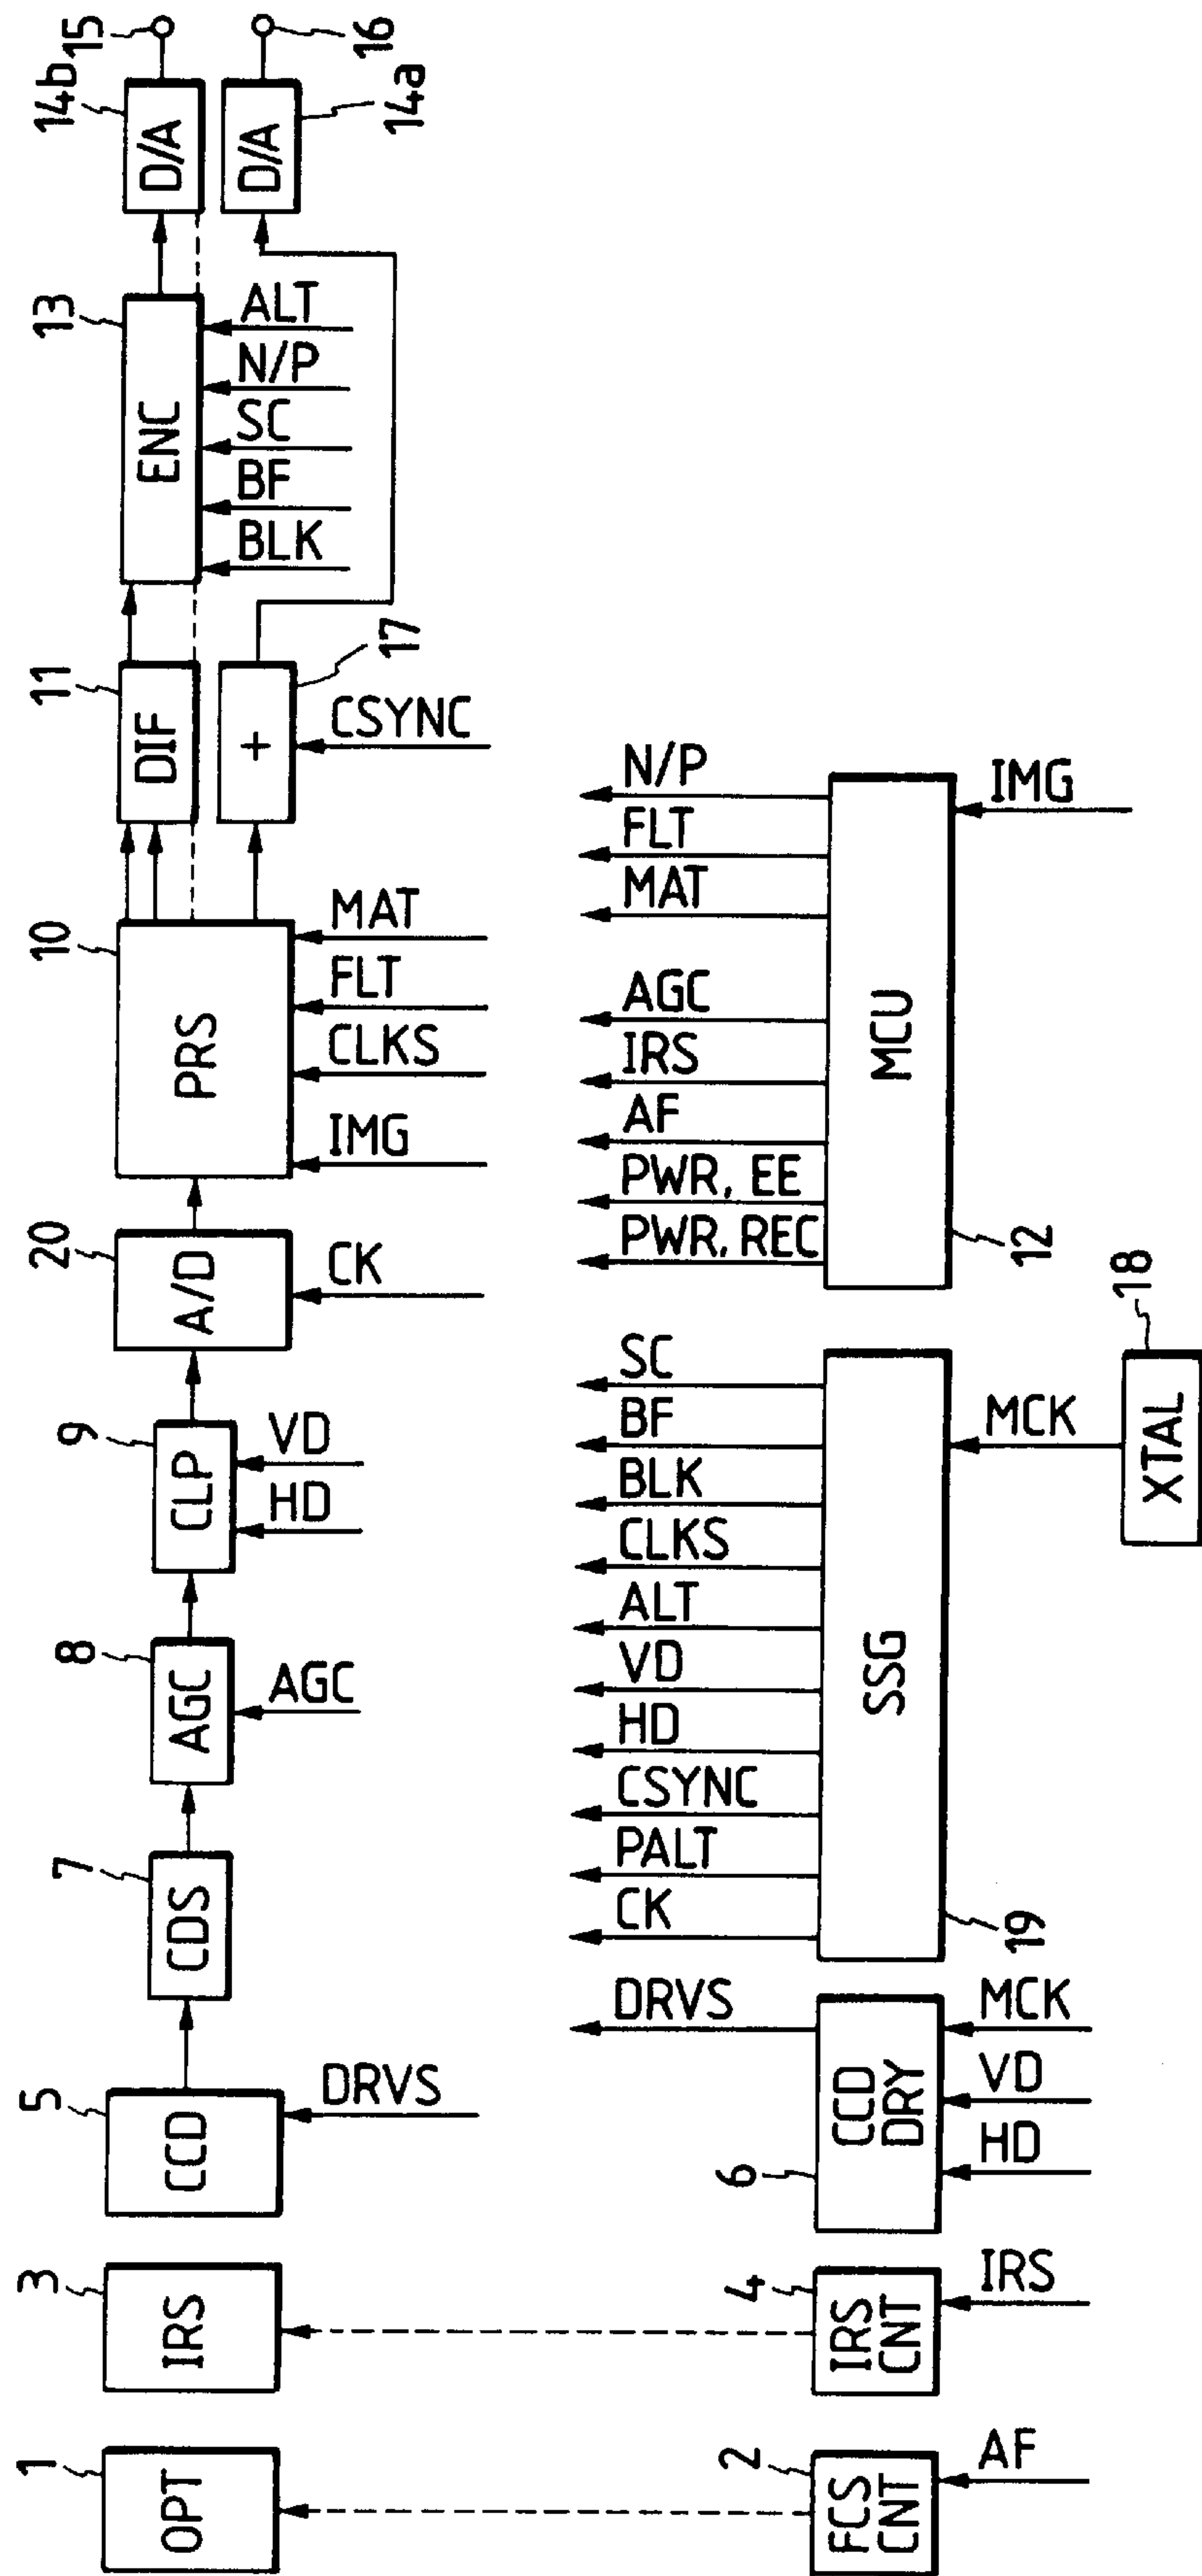 1
OPT
3
IRS
5
CCD
DRVS
7
CDS
8
AGC
AGC
9
CLP
HD
VD
20
A/D
CK
10
PRS
IMG
CLKS
FLT
MAT
11
DIF
+
17
CSYNC
13
ENC
BLK
BF
SC
N/P
ALT
14b
D/A
15
D/A
14a
16
2
FCS
CNT
AF
4
IRS
CNT
IRS
6
CCD
DRY
DRVS
HD
VD
MCK
CK
PALT
CSYNC
HD
VD
ALT
CLKS
BLK
BF
SC
SSG
19
MCK
18
XTAL
PWR, REC
PWR, EE
AF
IRS
AGC
MAT
FLT
N/P
MCU
12
IMG